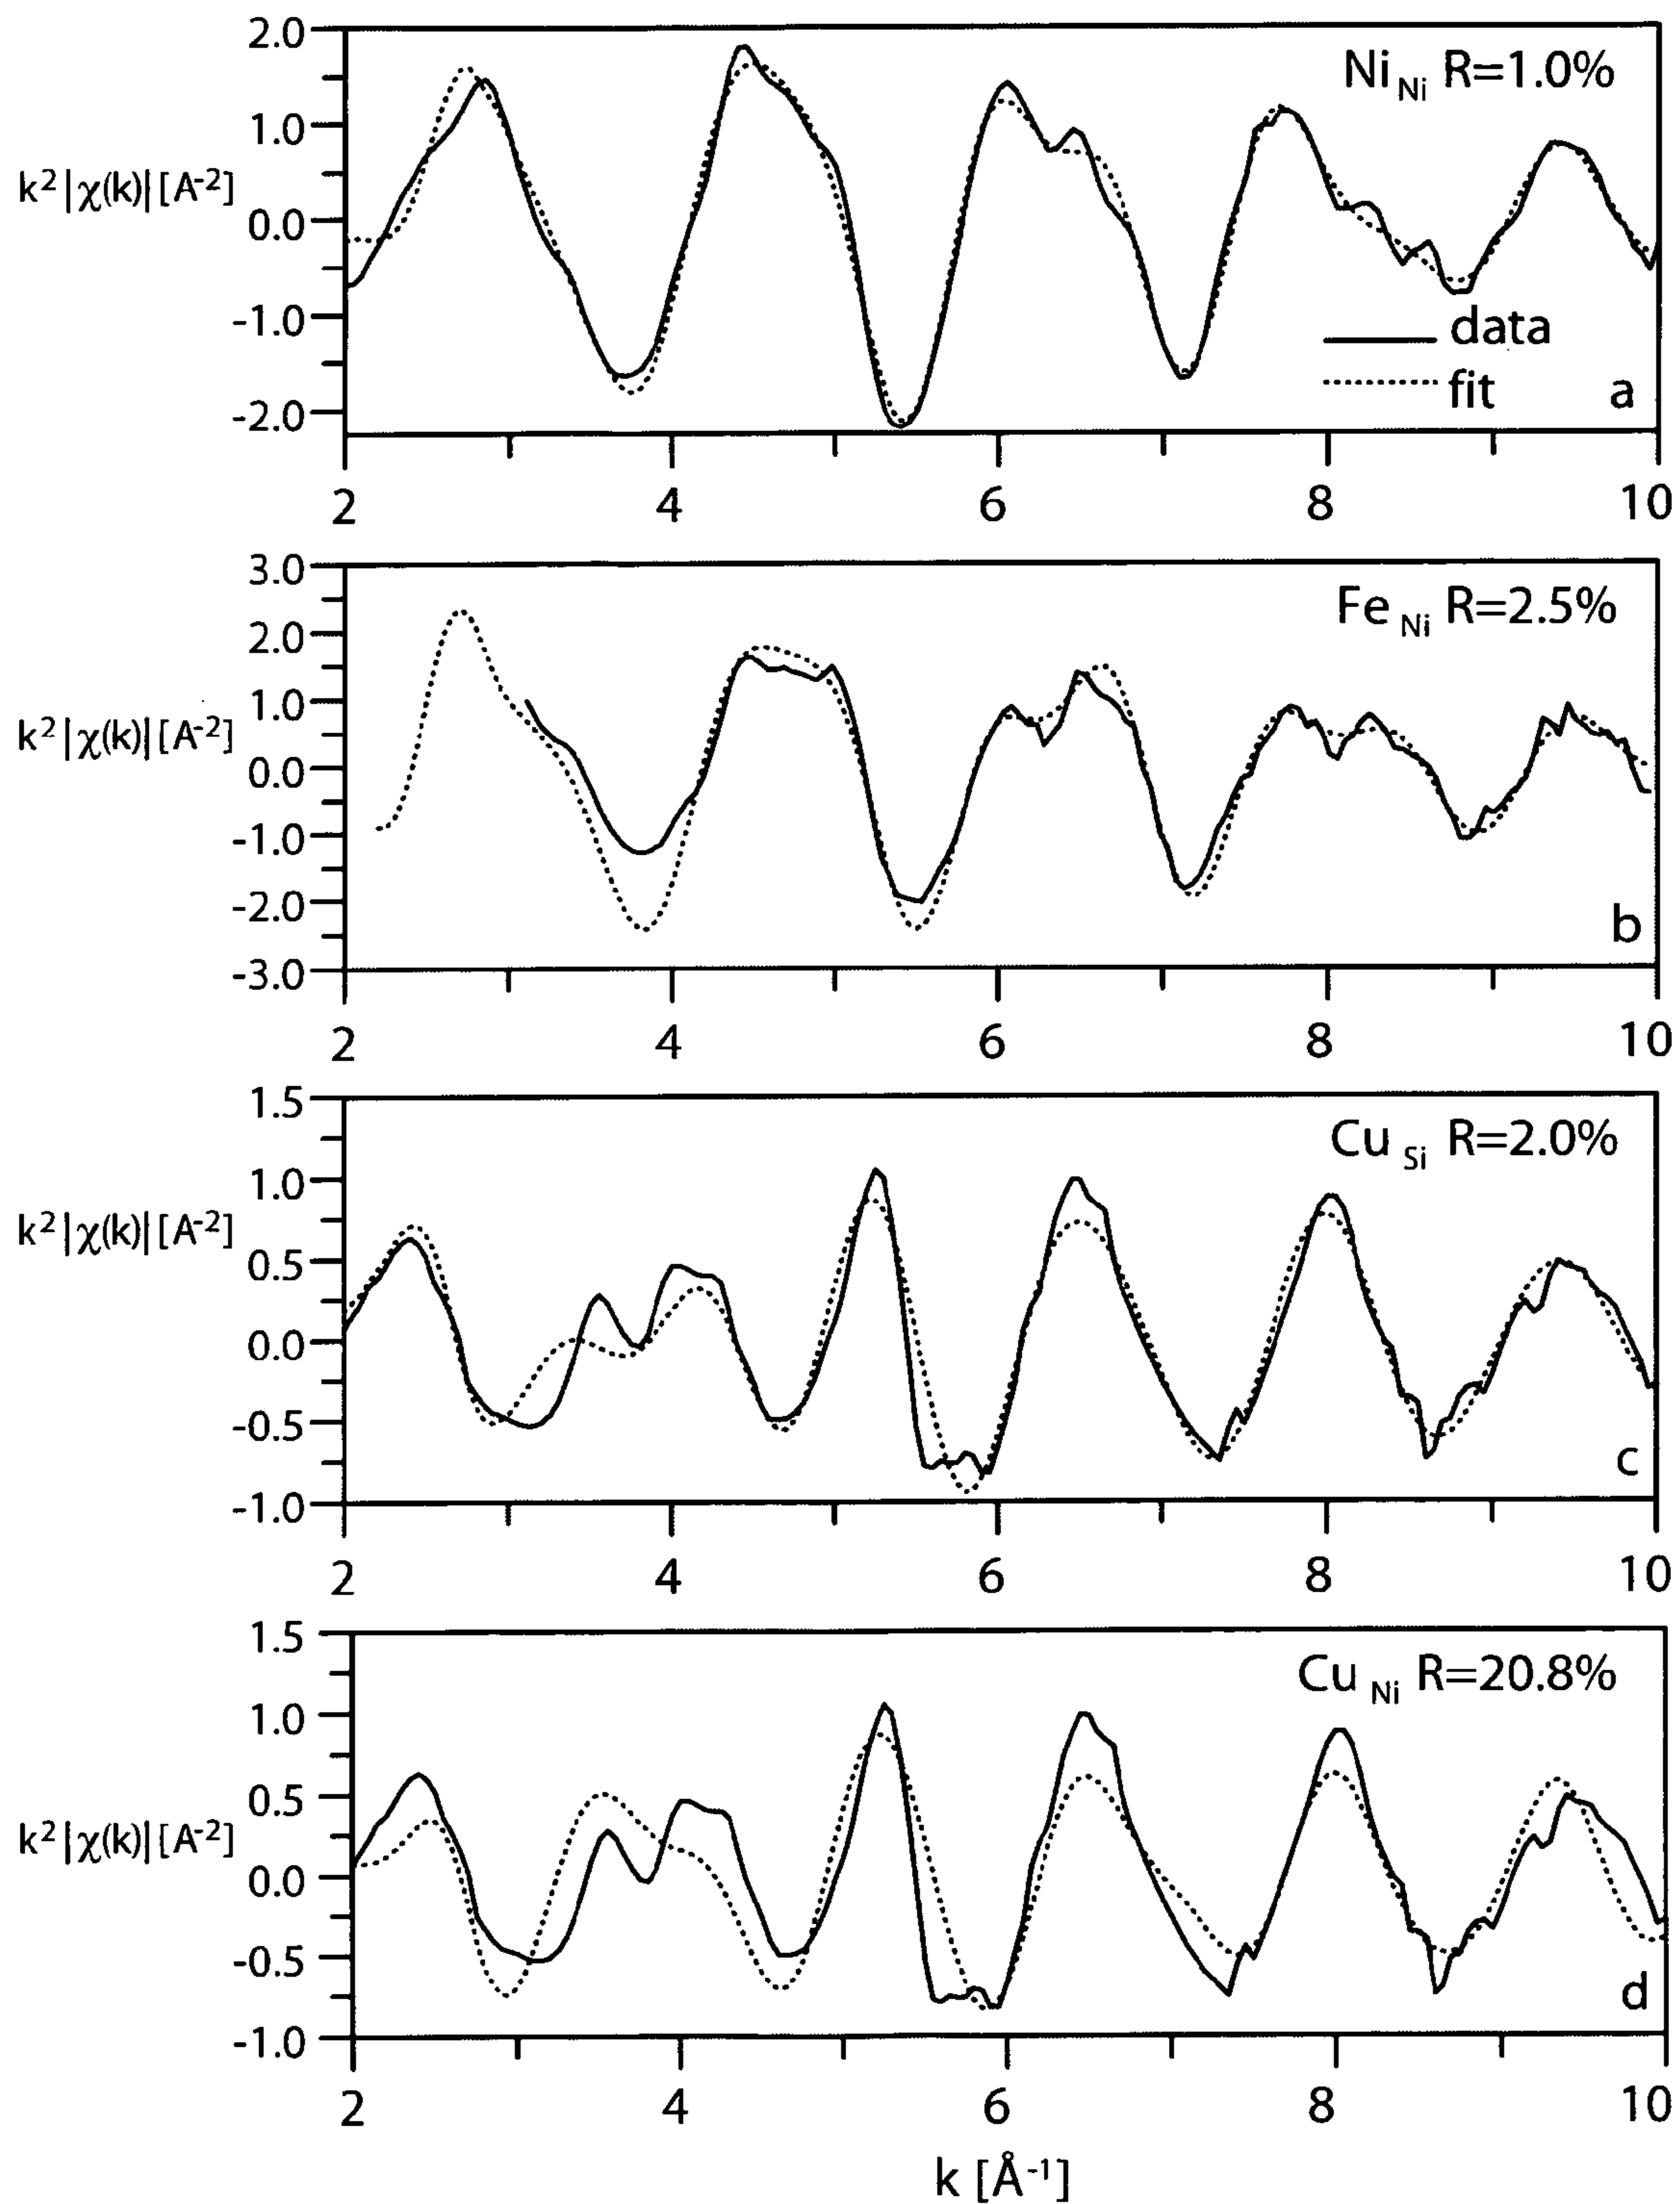 2.0
Ni Ni R=1.0%
1.0
k²|χ(k)| [A⁻²]
0.0
-1.0
data
fit
a
-2.0
2 4 6 8 10
3.0
Fe Ni R=2.5%
2.0
1.0
k²|χ(k)| [A⁻²]
0.0
-1.0
-2.0
b
-3.0
2 4 6 8 10
1.5
Cu Si R=2.0%
1.0
k²|χ(k)| [A⁻²]
0.5
0.0
-0.5
c
-1.0
2 4 6 8 10
1.5
Cu Ni R=20.8%
1.0
0.5
k²|χ(k)| [A⁻²]
0.0
-0.5
d
-1.0
2 4 6 8 10
k [Å⁻¹]